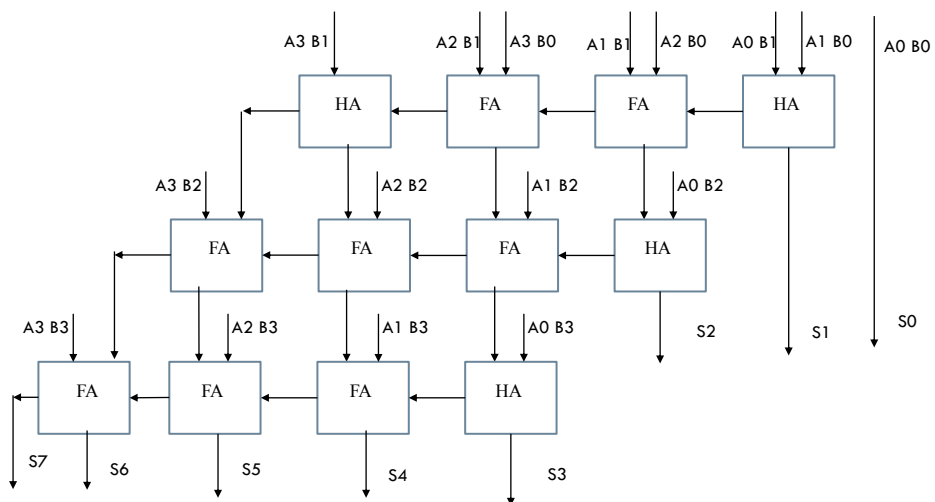 A3 B1 A2 B1 A3 B0 A1 B1 A2 B0 A0 B1 A1 B0 A0 B0
HA FA FA HA
A3 B2 A2 B2 A1 B2 A0 B2
FA FA FA HA
A3 B3 A2 B3 A1 B3 A0 B3 S2 S1 S0
FA FA FA HA
S7 S6 S5 S4 S3